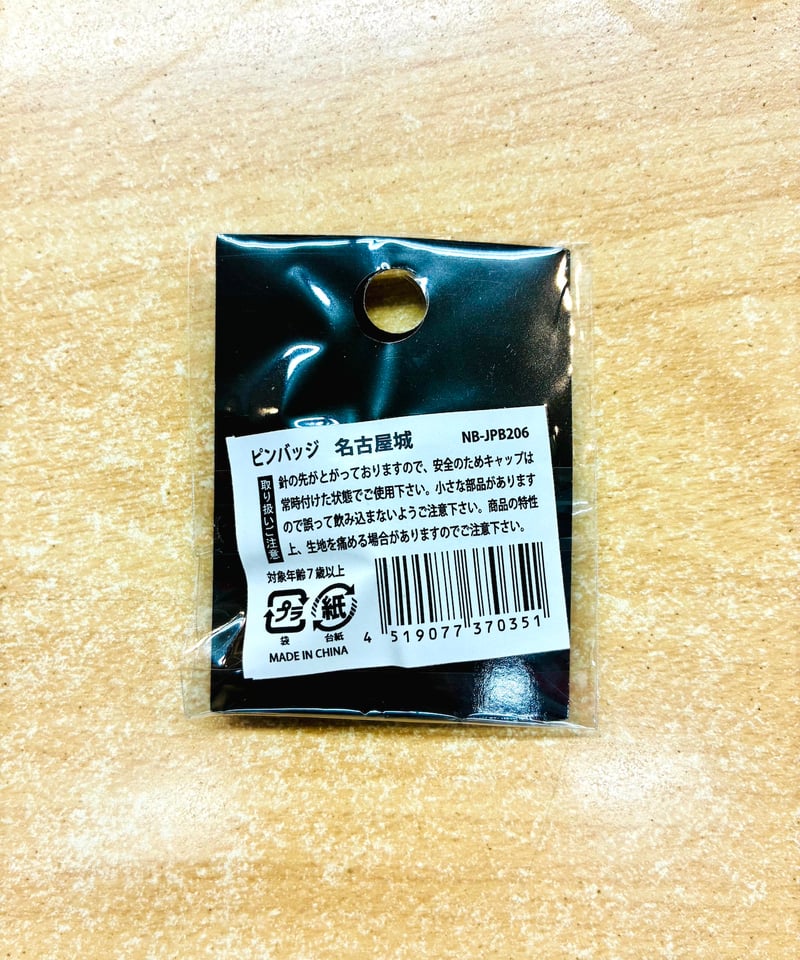 ピンバッジ 名古屋城 NB-JPB206
取り扱いご注意
針の先がとがっておりますので、安全のためキャップは
常時付けた状態でご使用下さい。小さな部品があります
ので誤って飲み込まないようご注意下さい。商品の特性
上、生地を痛める場合がありますのでご注意下さい。
対象年齢7歳以上
プラ 紙
袋 台紙
MADE IN CHINA
4 519077 370351